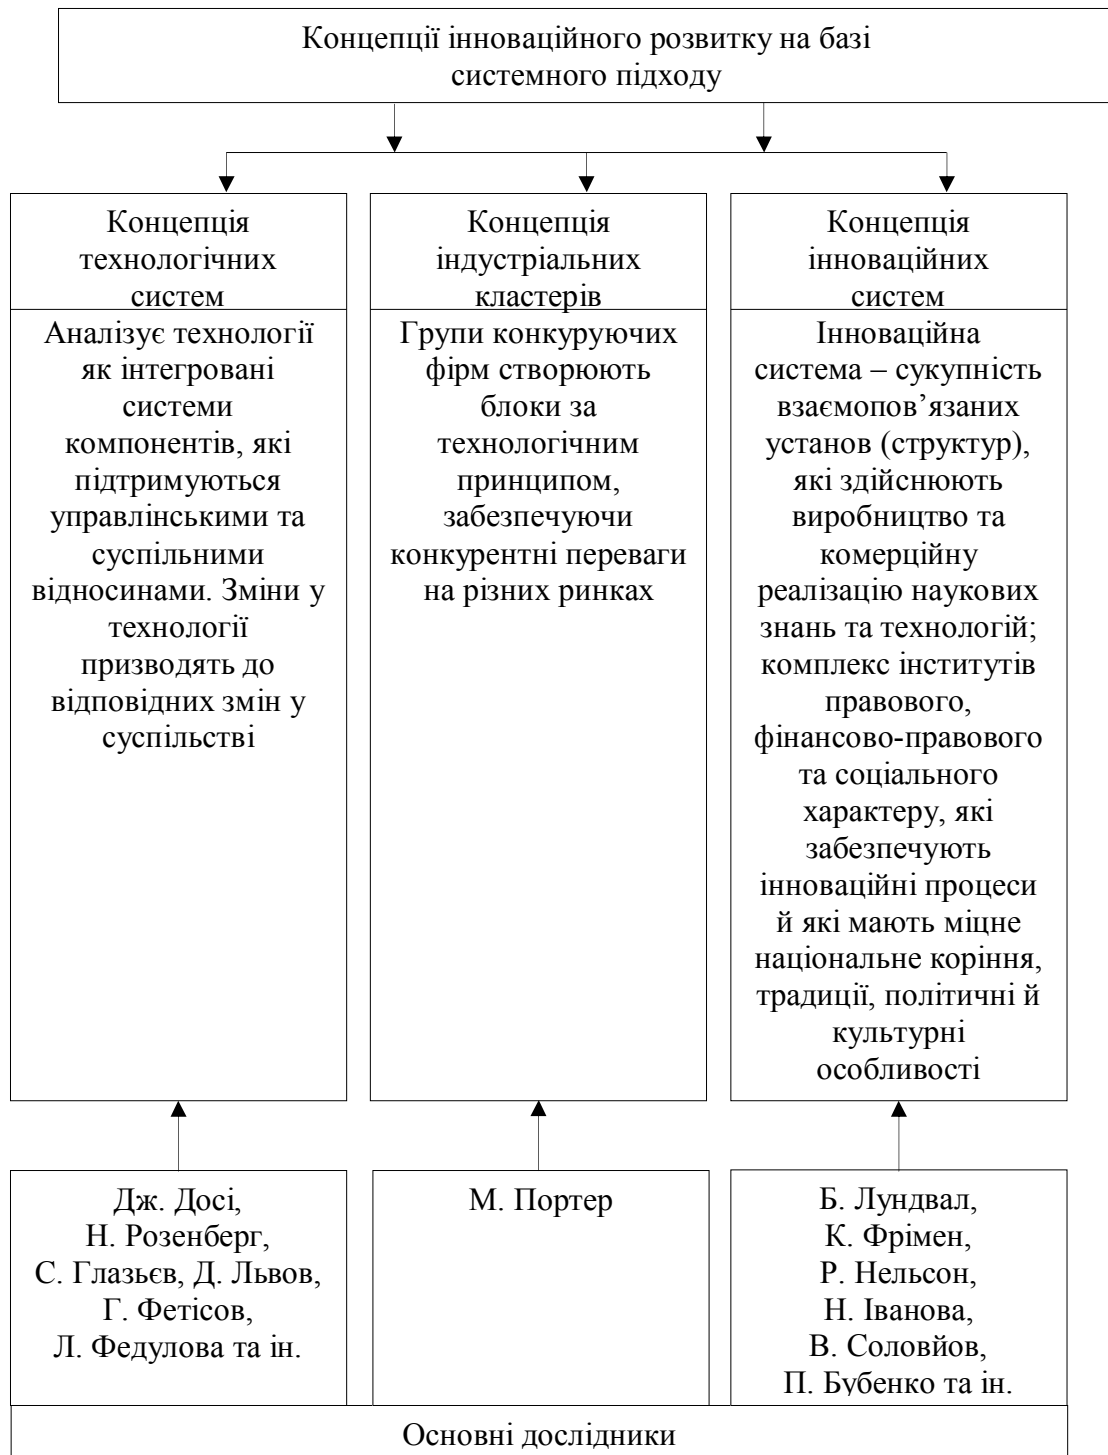 Концепції інноваційного розвитку на базі
системного підходу
Концепція
технологічних
систем
Аналізує технології
як інтегровані
системи
компонентів, які
підтримуються
управлінськими та
суспільними
відносинами. Зміни у
технології
призводять до
відповідних змін у
суспільстві
Концепція
індустріальних
кластерів
Групи конкуруючих
фірм створюють
блоки за
технологічним
принципом,
забезпечуючи
конкурентні переваги
на різних ринках
Концепція
інноваційних
систем
Інноваційна
система – сукупність
взаємопов’язаних
установ (структур),
які здійснюють
виробництво та
комерційну
реалізацію наукових
знань та технологій;
комплекс інститутів
правового,
фінансово-правового
та соціального
характеру, які
забезпечують
інноваційні процеси
й які мають міцне
національне коріння,
традиції, політичні й
культурні
особливості
Дж. Досі,
Н. Розенберг,
С. Глазьєв, Д. Львов,
Г. Фетісов,
Л. Федулова та ін.
М. Портер
Б. Лундвал,
К. Фрімен,
Р. Нельсон,
Н. Іванова,
В. Соловйов,
П. Бубенко та ін.
Основні дослідники